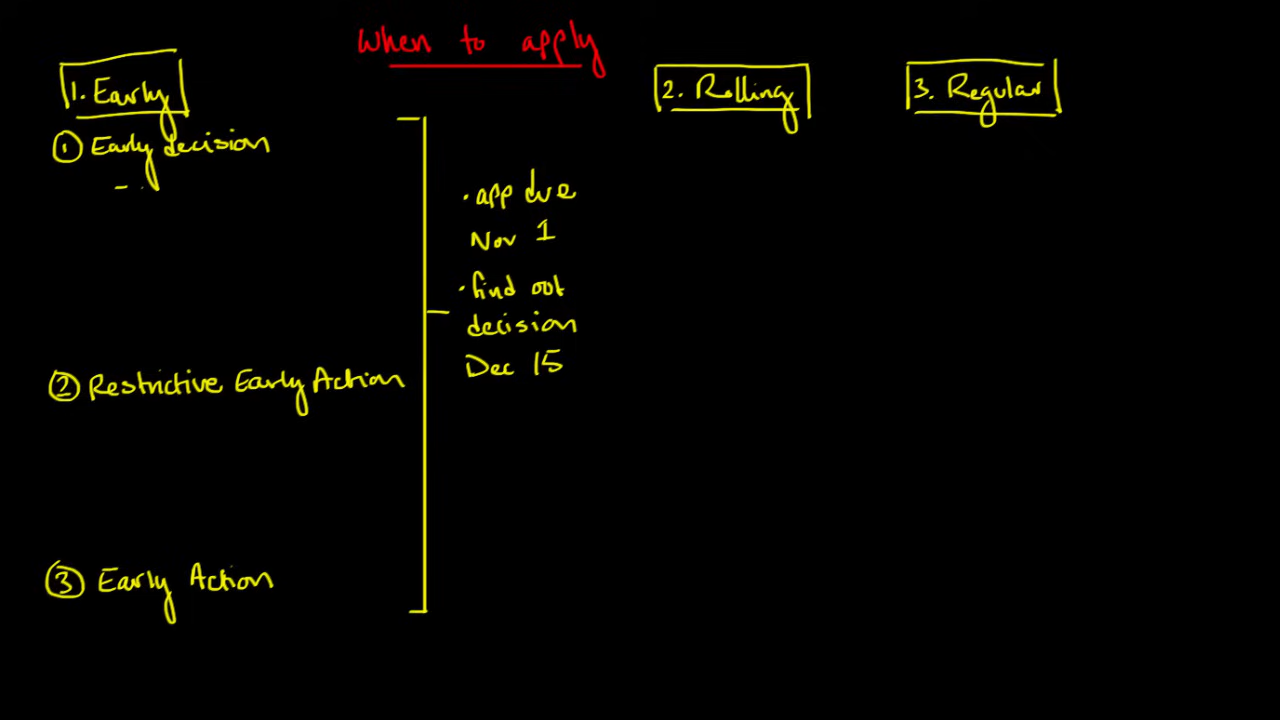 When to apply
1. Early
① Early decision
-
② Restrictive Early Action
③ Early Action
• app due
Nov 1
• find out
decision
Dec 15
2. Rolling
3. Regular